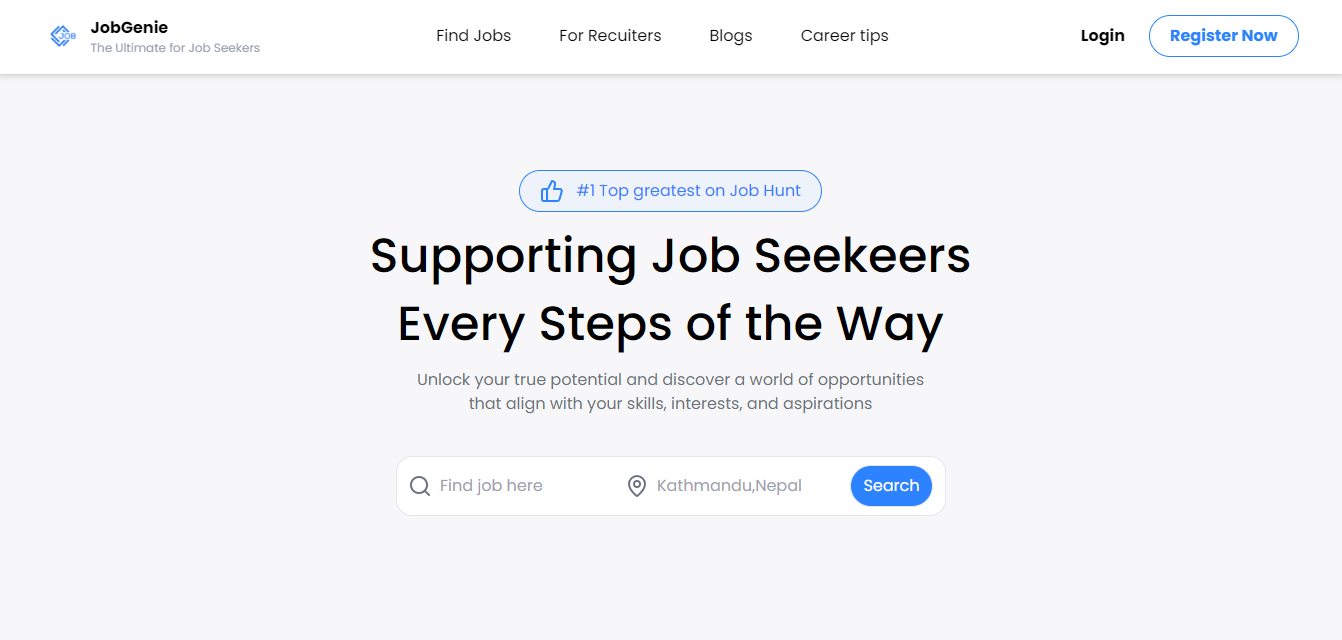 JobGenie
The Ultimate for Job Seekers
JOB
Find Jobs
For Recuiters
Blogs
Career tips
Login
Register Now
#1 Top greatest on Job Hunt
Supporting Job Seekeers
Every Steps of the Way
Unlock your true potential and discover a world of opportunities
that align with your skills, interests, and aspirations
Find job here
Kathmandu,Nepal
Search